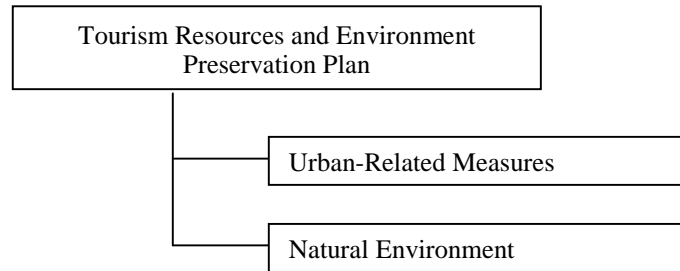 Tourism Resources and Environment
Preservation Plan
Urban-Related Measures
Natural Environment